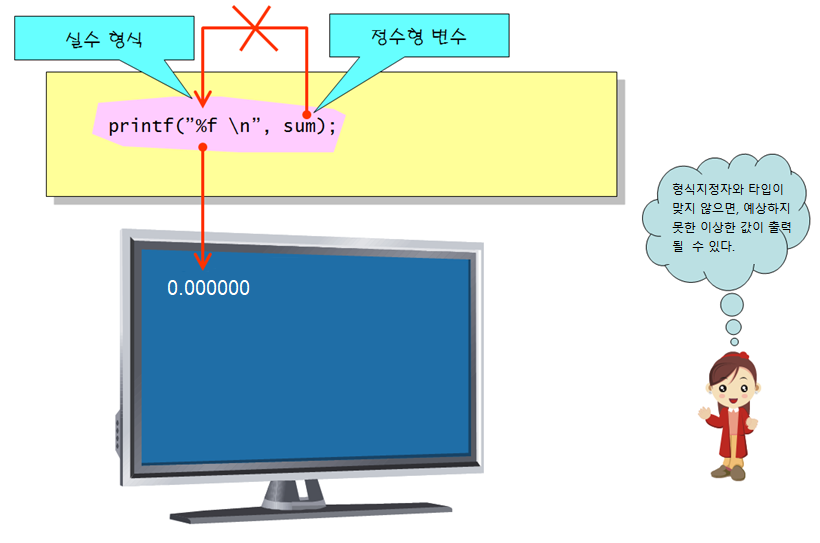 실수 형식
정수형 변수
printf(”%f \n”, sum);
형식지정자와 타입이
맞지 않으면, 예상하지
못한 이상한 값이 출력
될 수 있다.
0.000000